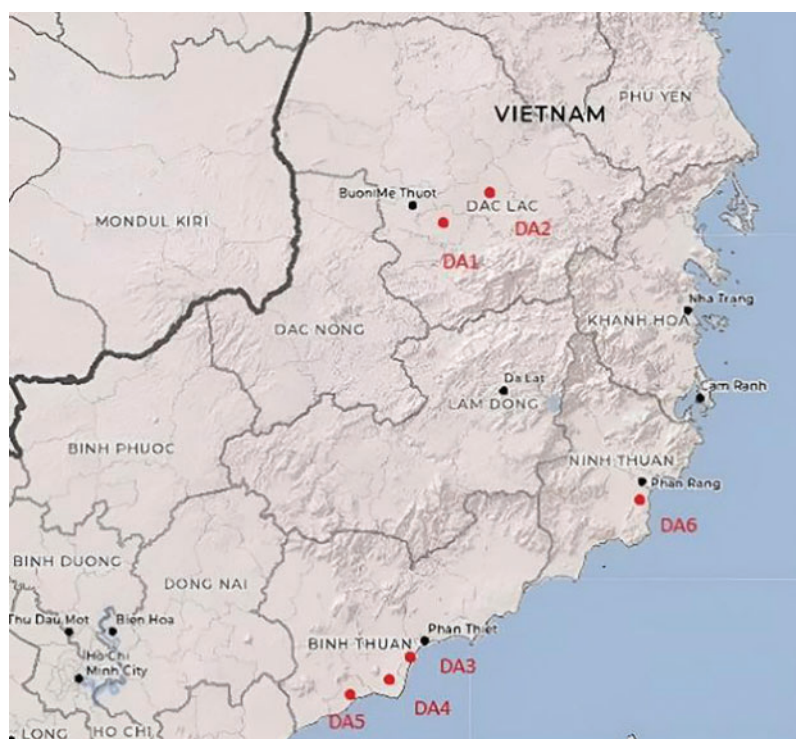 PHU YEN
VIETNAM
Buon Me Thuot
DAC LAC
MONDUL KIRI
DA2
DA1
Nha Trang
KHANH HOA
DAC NONG
Da Lat
LAM DONG
Cam Ranh
BINH PHUOC
NINH THUAN
Phan Rang
DA6
BINH DUONG
DONG NAI
Thu Dau Mot
Bien Hoa
BINH THUAN
Phan Thiet
Ho Chi
Minh City
DA3
DA4
DA5
LONG
HO CHI